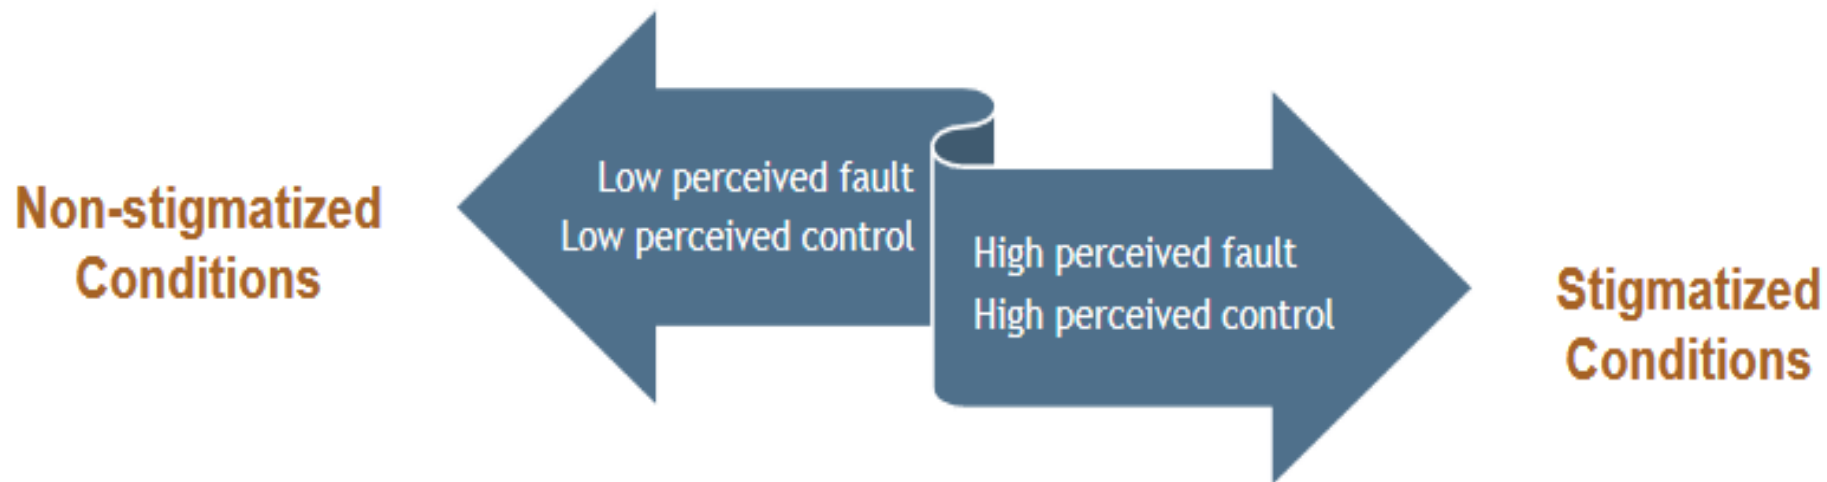 Non-stigmatized
Conditions
Low perceived fault
Low perceived control
High perceived fault
High perceived control
Stigmatized
Conditions